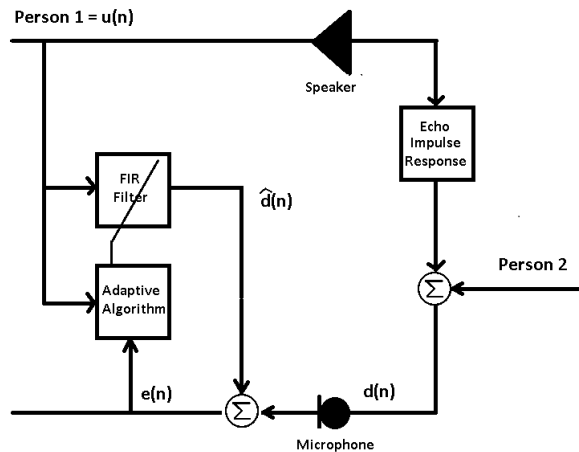 Person 1 = u(n)
Speaker
Echo
Impulse
Response
FIR
Filter
d̂(n)
Person 2
Σ
Adaptive
Algorithm
e(n)
Σ
d(n)
Microphone